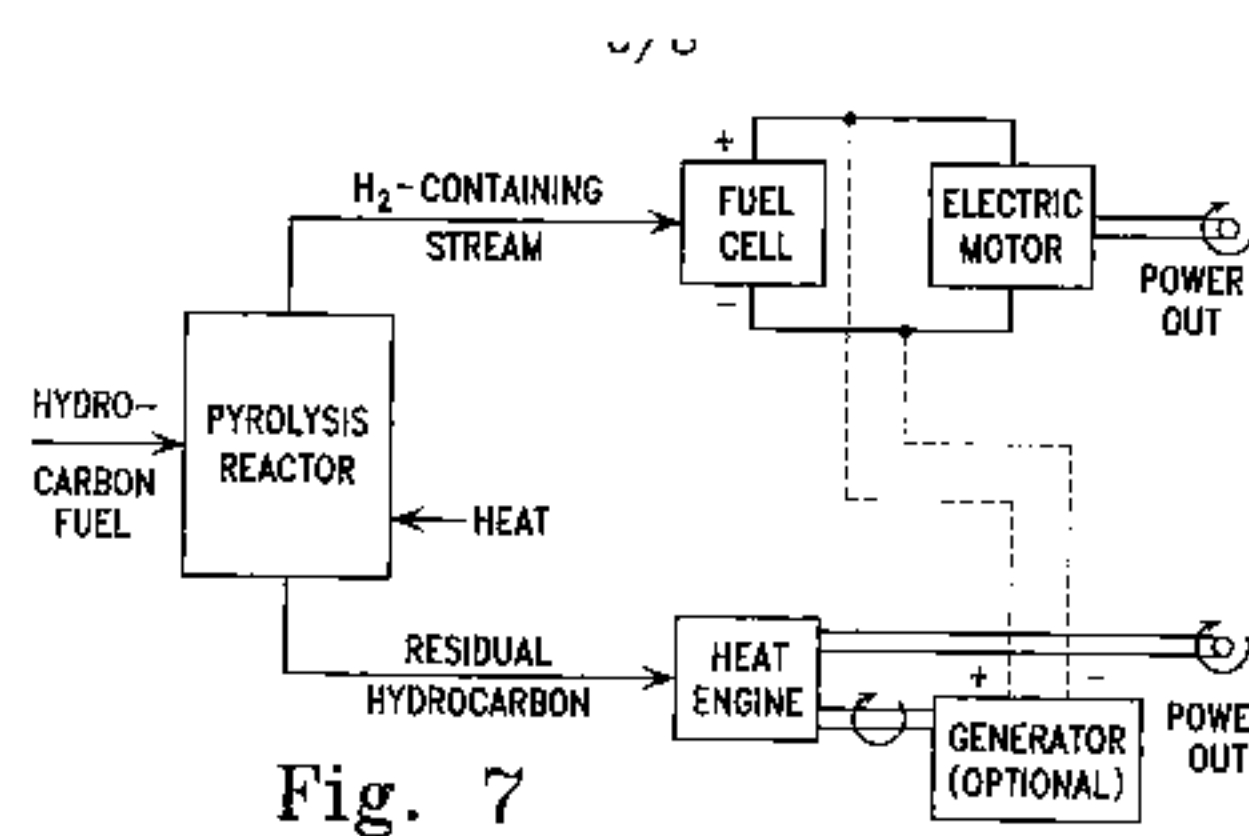 H2-CONTAINING
STREAM
+
FUEL
CELL
-
ELECTRIC
MOTOR
POWER
OUT
HYDRO-
CARBON
FUEL
PYROLYSIS
REACTOR
HEAT
RESIDUAL
HYDROCARBON
HEAT
ENGINE
+ -
GENERATOR
(OPTIONAL)
POWE
OUT
Fig. 7